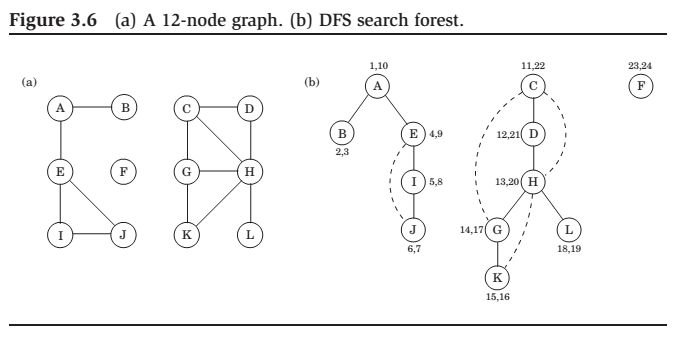 Figure 3.6 (a) A 12-node graph. (b) DFS search forest.
(a)
A B C D
E F G H
I J K L
(b)
1,10 11,22 23,24
A C F
B E 4,9 12,21 D
2,3
I 5,8 13,20 H
J 14,17 G L
6,7 18,19
K
15,16